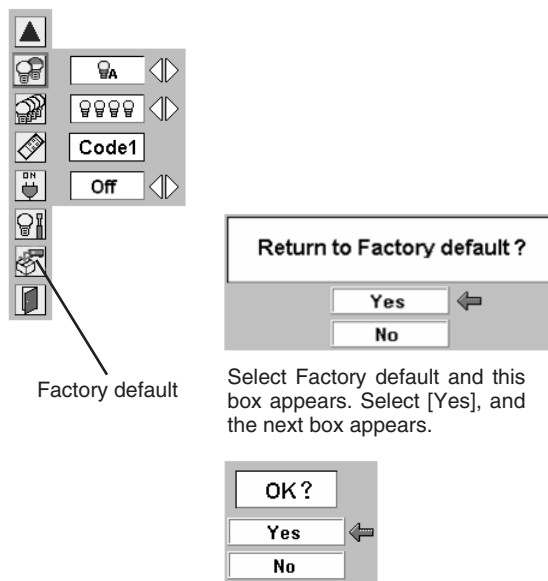 A
Code1
ON
Off
Return to Factory default ?
Yes
No
Factory default
Select Factory default and this
box appears. Select [Yes], and
the next box appears.
OK ?
Yes
No